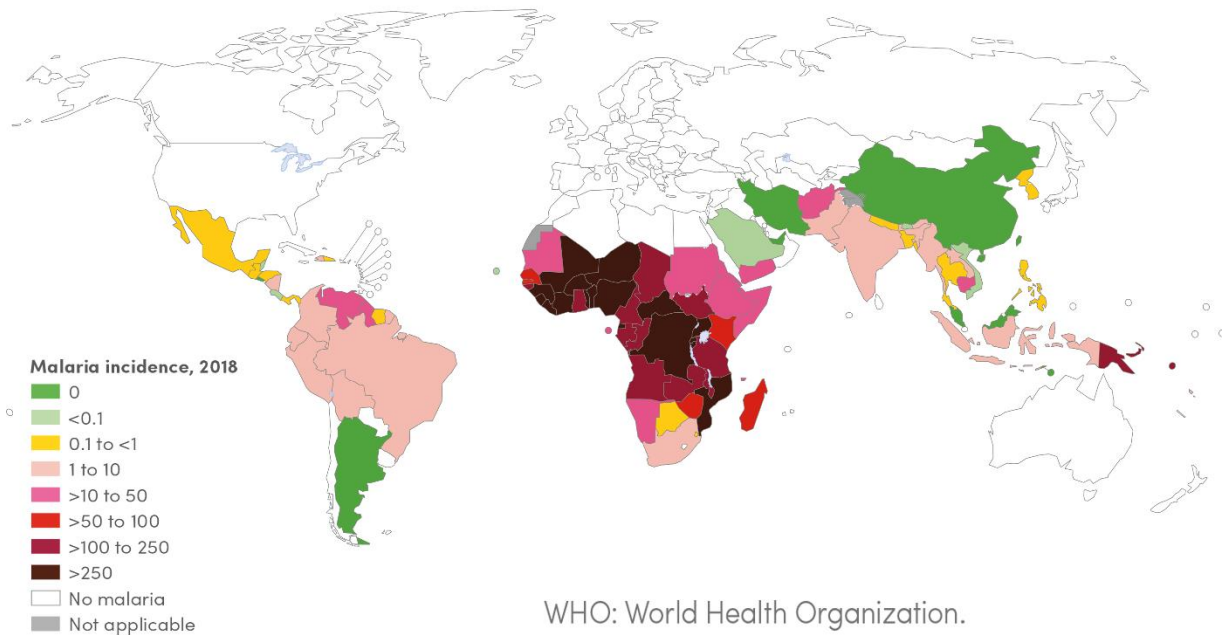 Malaria incidence, 2018
0
<0.1
0.1 to <1
1 to 10
>10 to 50
>50 to 100
>100 to 250
>250
No malaria
Not applicable
WHO: World Health Organization.